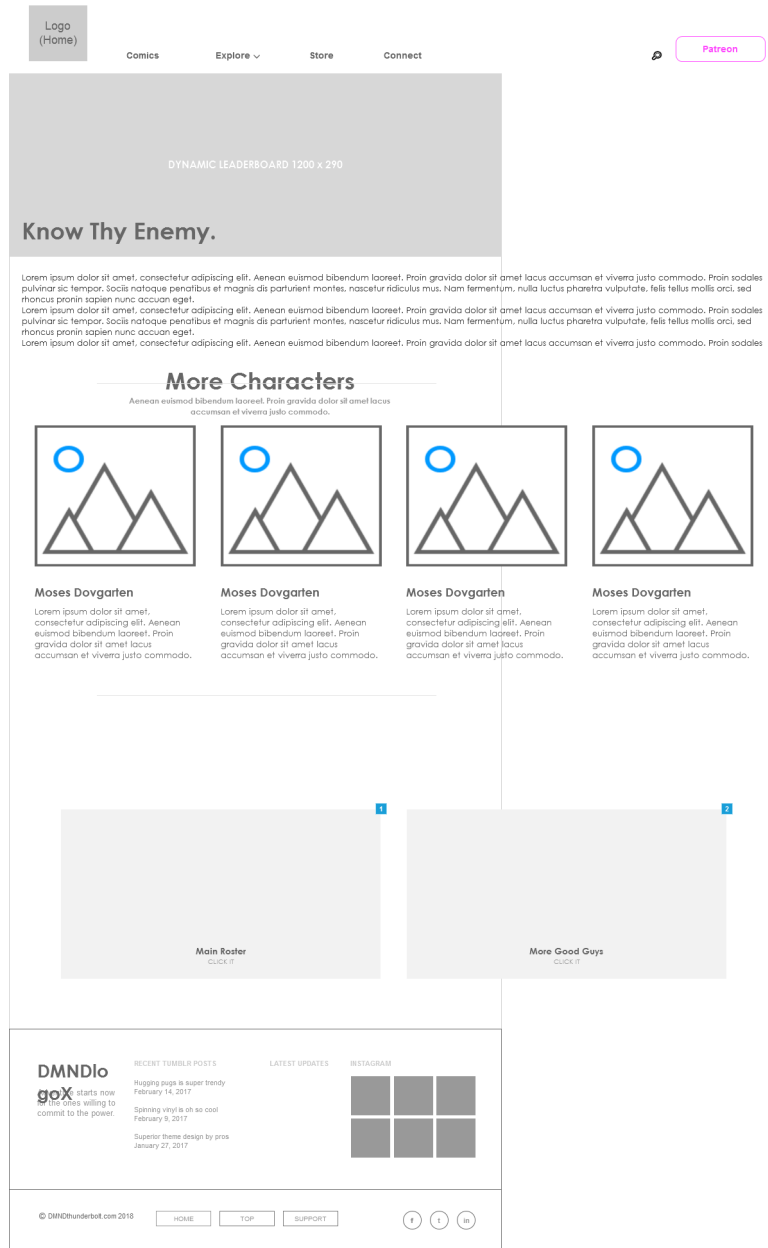 Logo
(Home)
Comics
Explore
Store
Connect
Patreon
DYNAMIC LEADERBOARD 1200 x 290
Know Thy Enemy.
Lorem ipsum dolor sit amet, consectetur adipiscing elit. Aenean euismod bibendum laoreet. Proin gravida dolor sit amet lacus accumsan et viverra justo commodo. Proin sodales
pulvinar sic tempor. Sociis natoque penatibus et magnis dis parturient montes, nascetur ridiculus mus. Nam fermentum, nulla luctus pharetra vulputate, felis tellus mollis orci, sed
rhoncus pronin sapien nunc accuan eget.
Lorem ipsum dolor sit amet, consectetur adipiscing elit. Aenean euismod bibendum laoreet. Proin gravida dolor sit amet lacus accumsan et viverra justo commodo. Proin sodales
pulvinar sic tempor. Sociis natoque penatibus et magnis dis parturient montes, nascetur ridiculus mus. Nam fermentum, nulla luctus pharetra vulputate, felis tellus mollis orci, sed
rhoncus pronin sapien nunc accuan eget.
Lorem ipsum dolor sit amet, consectetur adipiscing elit. Aenean euismod bibendum laoreet. Proin gravida dolor sit amet lacus accumsan et viverra justo commodo. Proin sodales
More Characters
Aenean euismod bibendum laoreet. Proin gravida dolor sit amet lacus
accumsan et viverra justo commodo.
Moses Dovgarten
Lorem ipsum dolor sit amet,
consectetur adipiscing elit. Aenean
euismod bibendum laoreet. Proin
gravida dolor sit amet lacus
accumsan et viverra justo commodo.
Moses Dovgarten
Lorem ipsum dolor sit amet,
consectetur adipiscing elit. Aenean
euismod bibendum laoreet. Proin
gravida dolor sit amet lacus
accumsan et viverra justo commodo.
Moses Dovgarten
Lorem ipsum dolor sit amet,
consectetur adipiscing elit. Aenean
euismod bibendum laoreet. Proin
gravida dolor sit amet lacus
accumsan et viverra justo commodo.
Moses Dovgarten
Lorem ipsum dolor sit amet,
consectetur adipiscing elit. Aenean
euismod bibendum laoreet. Proin
gravida dolor sit amet lacus
accumsan et viverra justo commodo.
1
Main Roster
CLICK IT
2
More Good Guys
CLICK IT
DMNDlo
goX
starts now
for the ones willing to
commit to the power.
RECENT TUMBLR POSTS
Hugging pugs is super trendy
February 14, 2017
Spinning vinyl is oh so cool
February 9, 2017
Superior theme design by pros
January 27, 2017
LATEST UPDATES
INSTAGRAM
© DMNDthunderbolt.com 2018
HOME
TOP
SUPPORT
f
t
in